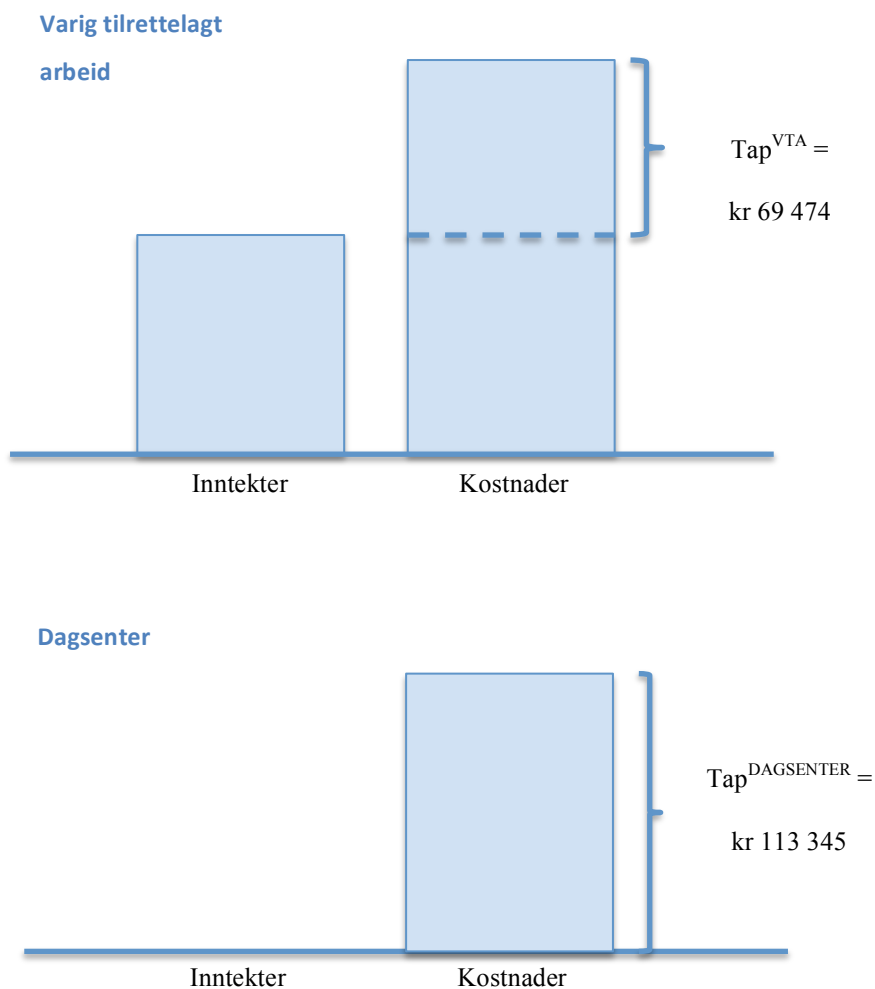 Varig tilrettelagt
arbeid
Tap^VTA =
kr 69 474
Inntekter Kostnader
Dagsenter
Tap^DAGSENTER =
kr 113 345
Inntekter Kostnader